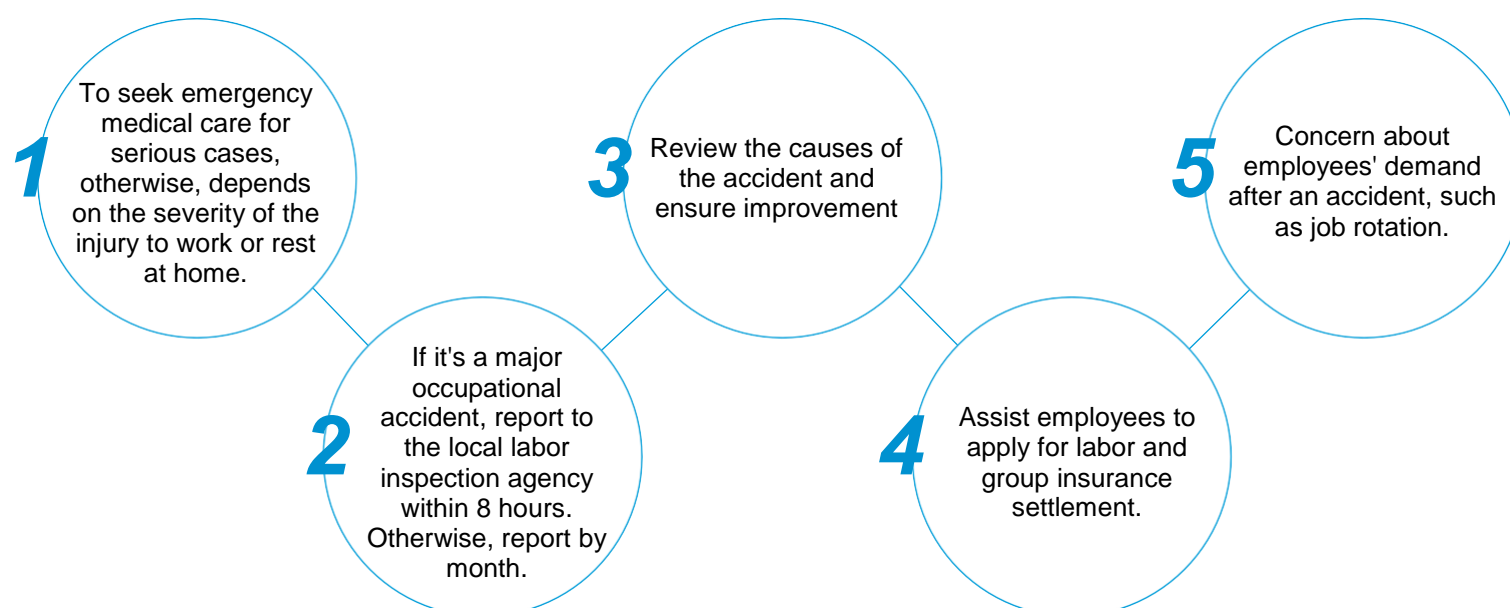 1
To seek emergency
medical care for
serious cases,
otherwise, depends
on the severity of the
injury to work or rest
at home.
2
If it's a major
occupational
accident, report to
the local labor
inspection agency
within 8 hours.
Otherwise, report by
month.
3
Review the causes of
the accident and
ensure improvement
4
Assist employees to
apply for labor and
group insurance
settlement.
5
Concern about
employees' demand
after an accident, such
as job rotation.